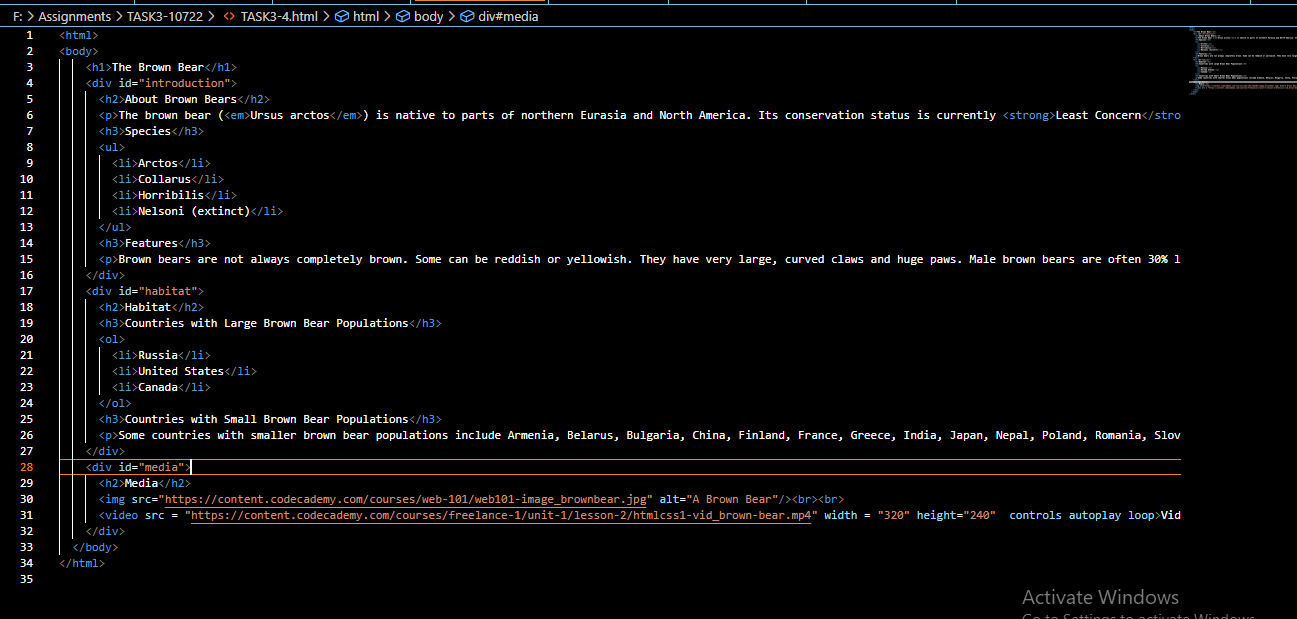 F: > Assignments > TASK3-10722 > <> TASK3-4.html > html > body > div#media
1 <html>
2 <body>
3 <h1>The Brown Bear</h1>
4 <div id="introduction">
5 <h2>About Brown Bears</h2>
6 <p>The brown bear (<em>Ursus arctos</em>) is native to parts of northern Eurasia and North America. Its conservation status is currently <strong>Least Concern</stro
7 <h3>Species</h3>
8 <ul>
9 <li>Arctos</li>
10 <li>Collarus</li>
11 <li>Horribilis</li>
12 <li>Nelsoni (extinct)</li>
13 </ul>
14 <h3>Features</h3>
15 <p>Brown bears are not always completely brown. Some can be reddish or yellowish. They have very large, curved claws and huge paws. Male brown bears are often 30% l
16 </div>
17 <div id="habitat">
18 <h2>Habitat</h2>
19 <h3>Countries with Large Brown Bear Populations</h3>
20 <ol>
21 <li>Russia</li>
22 <li>United States</li>
23 <li>Canada</li>
24 </ol>
25 <h3>Countries with Small Brown Bear Populations</h3>
26 <p>Some countries with smaller brown bear populations include Armenia, Belarus, Bulgaria, China, Finland, France, Greece, India, Japan, Nepal, Poland, Romania, Slov
27 </div>
28 <div id="media">
29 <h2>Media</h2>
30 <img src="https://content.codecademy.com/courses/web-101/web101-image_brownbear.jpg" alt="A Brown Bear"/><br><br>
31 <video src = "https://content.codecademy.com/courses/freelance-1/unit-1/lesson-2/htmlcss1-vid_brown-bear.mp4" width = "320" height="240"  controls autoplay loop>Vid
32 </div>
33 </body>
34 </html>
35
Activate Windows
Go to Settings to activate Windows.